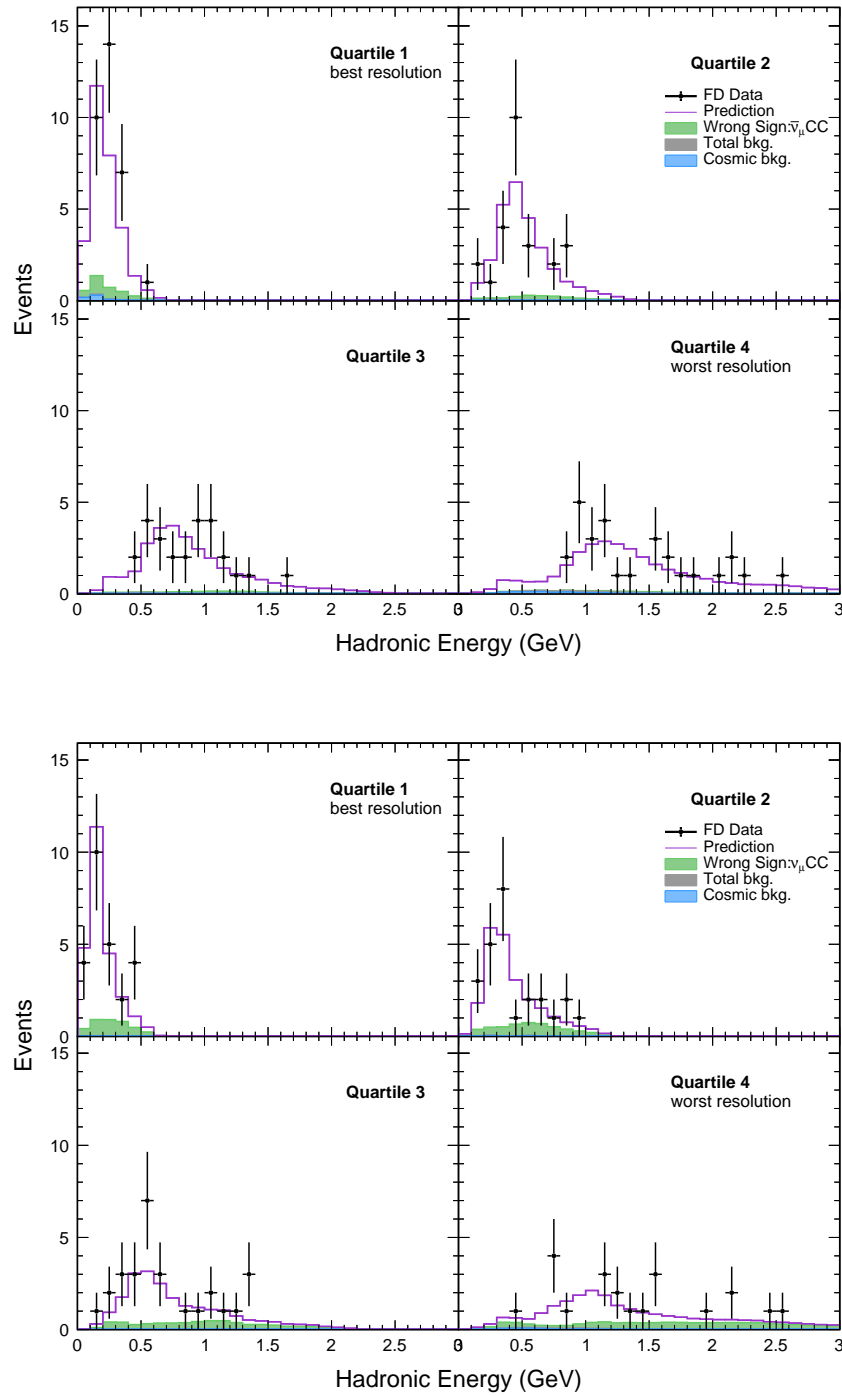 15
10
5
0
Quartile 1
best resolution
Quartile 2
FD Data
Prediction
Wrong Sign:ν̅μCC
Total bkg.
Cosmic bkg.
Events
15
10
5
0
Quartile 3
Quartile 4
worst resolution
0 0.5 1 1.5 2 2.5 3
0 0.5 1 1.5 2 2.5 3
Hadronic Energy (GeV)
15
10
5
0
Quartile 1
best resolution
Quartile 2
FD Data
Prediction
Wrong Sign:νμCC
Total bkg.
Cosmic bkg.
Events
15
10
5
0
Quartile 3
Quartile 4
worst resolution
0 0.5 1 1.5 2 2.5 3
0 0.5 1 1.5 2 2.5 3
Hadronic Energy (GeV)